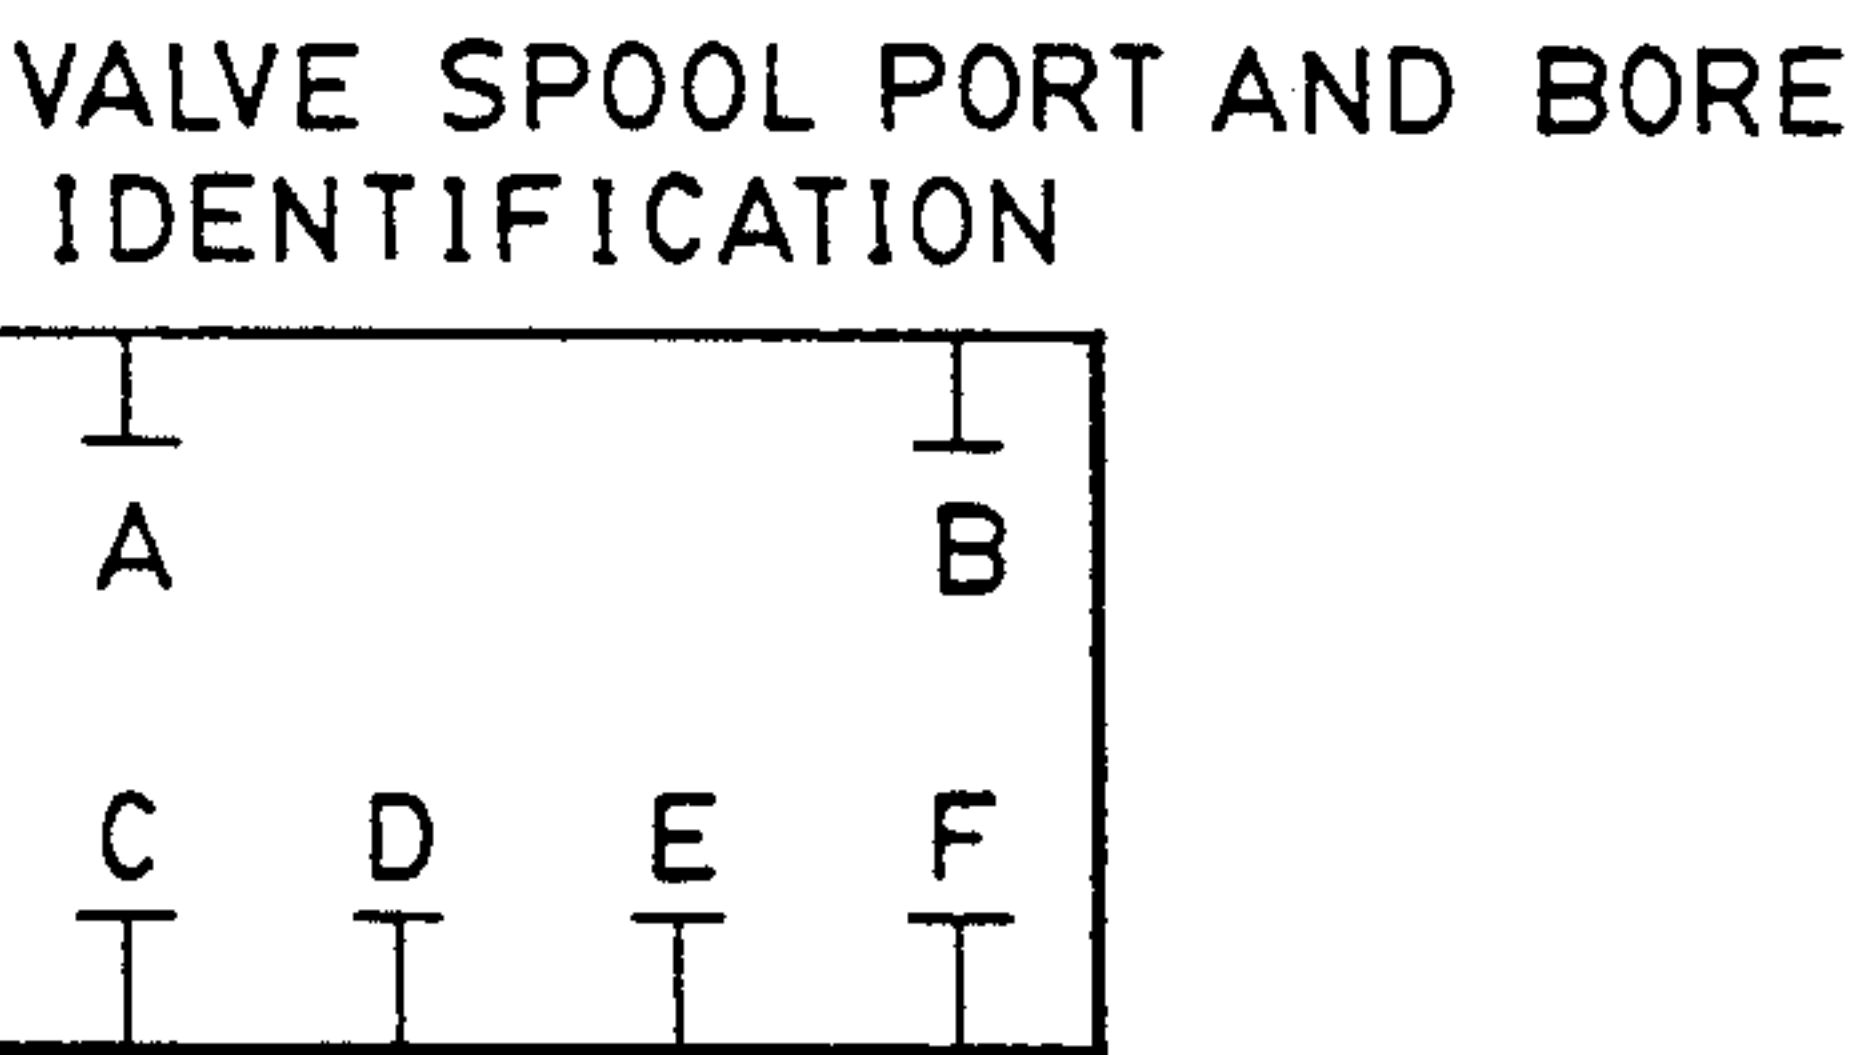 VALVE SPOOL PORT AND BORE
IDENTIFICATION
A B
C D E F